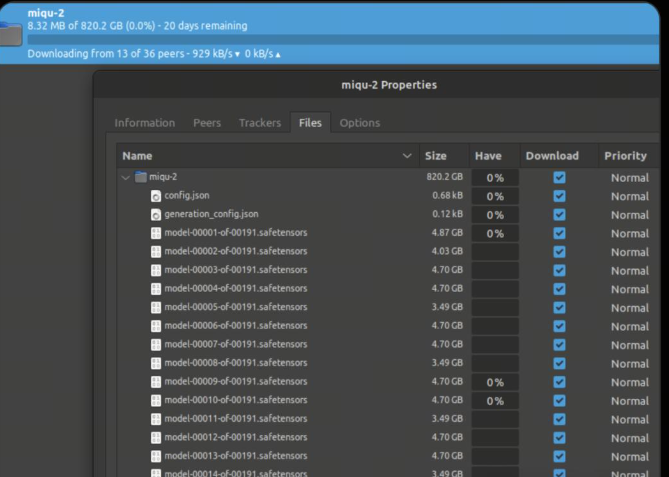 miqu-2
8.32 MB of 820.2 GB (0.0%) - 20 days remaining
Downloading from 13 of 36 peers - 929 kB/s ▾ 0 kB/s ▴
miqu-2 Properties
Information Peers Trackers Files Options
Name Size Have Download Priority
miqu-2 820.2 GB 0% Normal
config.json 0.68 kB 0% Normal
generation_config.json 0.12 kB 0% Normal
model-00001-of-00191.safetensors 4.87 GB 0% Normal
model-00002-of-00191.safetensors 4.03 GB Normal
model-00003-of-00191.safetensors 4.70 GB Normal
model-00004-of-00191.safetensors 4.70 GB Normal
model-00005-of-00191.safetensors 3.49 GB Normal
model-00006-of-00191.safetensors 4.70 GB Normal
model-00007-of-00191.safetensors 4.70 GB Normal
model-00008-of-00191.safetensors 3.49 GB Normal
model-00009-of-00191.safetensors 4.70 GB 0% Normal
model-00010-of-00191.safetensors 4.70 GB 0% Normal
model-00011-of-00191.safetensors 3.49 GB Normal
model-00012-of-00191.safetensors 4.70 GB Normal
model-00013-of-00191.safetensors 4.70 GB Normal
model-00014-of-00191.safetensors 3.49 GB Normal